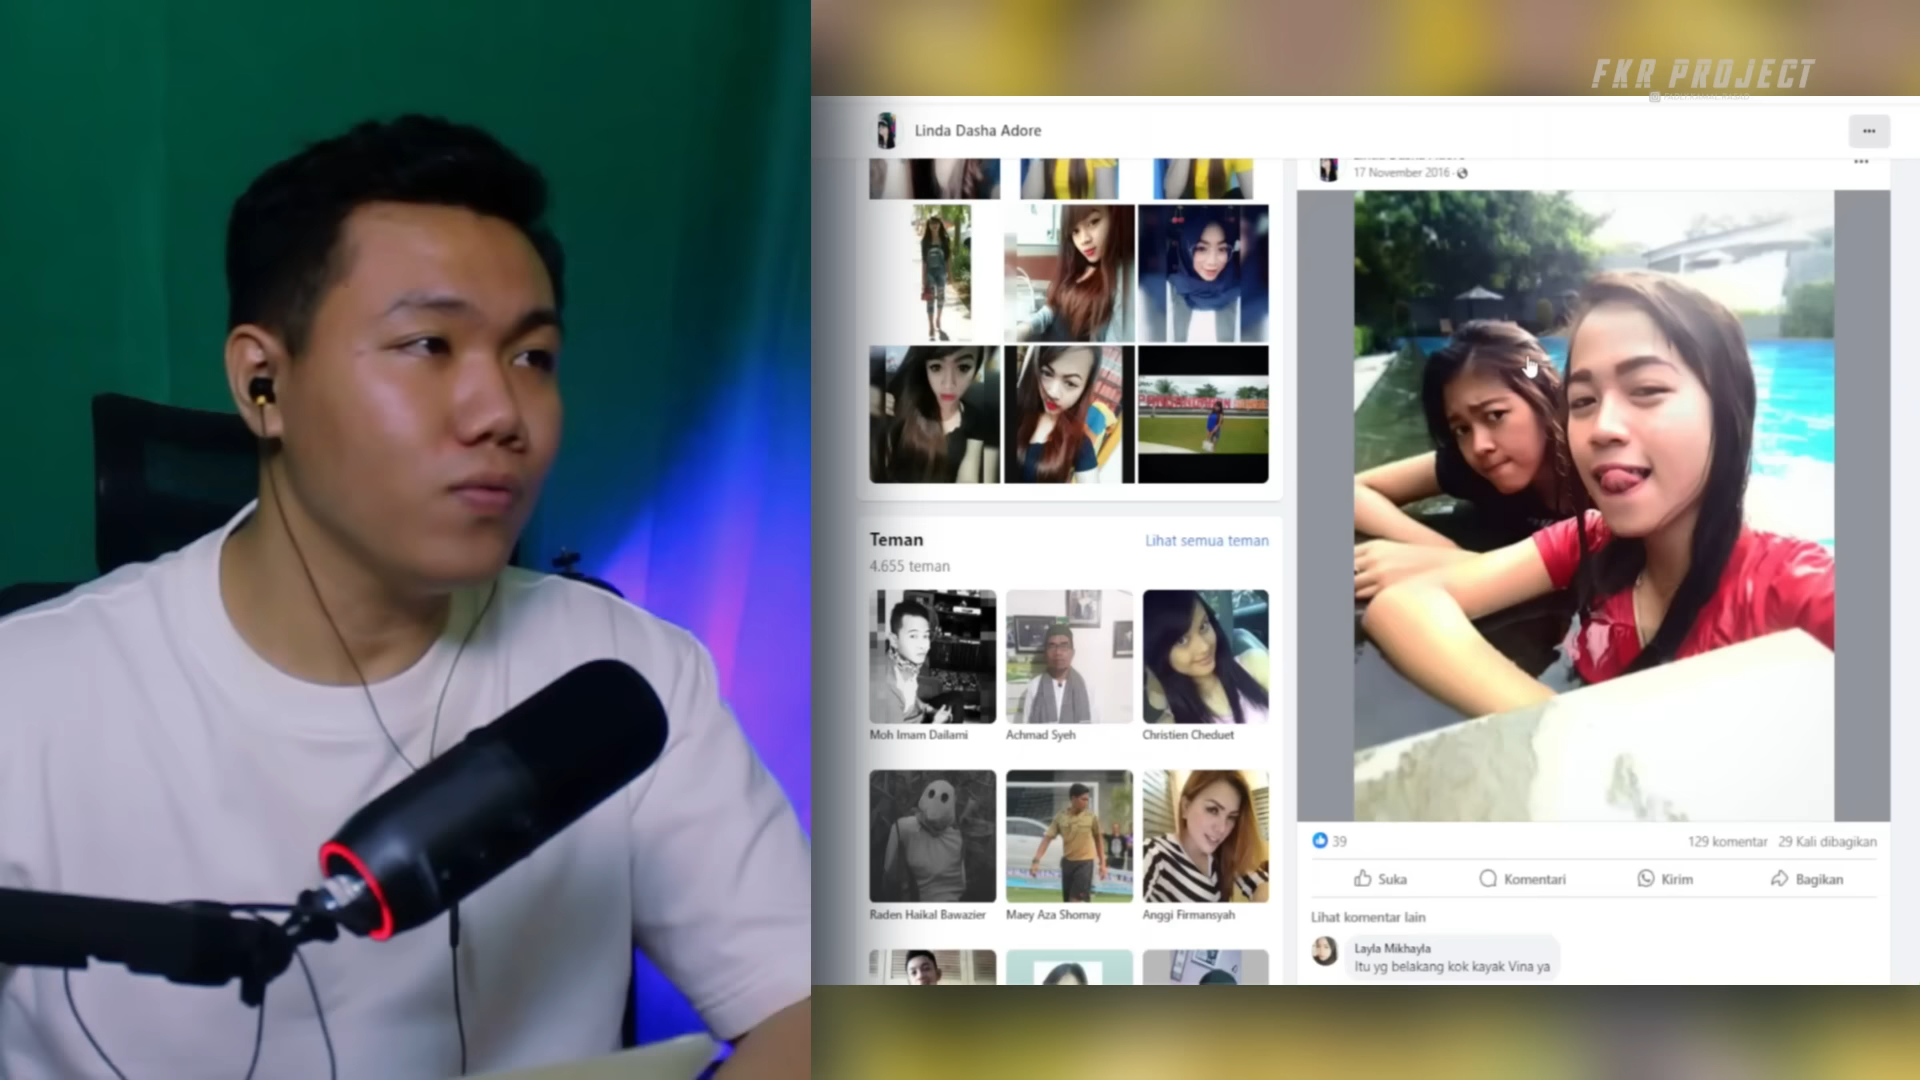 FKR PROJECT
Linda Dasha Adore
17 November 2016
Teman
Lihat semua teman
4.655 teman
Moh Imam Dailami
Achmad Syeh
Christien Cheduet
Raden Haikal Bawazier
Maey Aza Shomay
Anggi Firmansyah
39
129 komentar
29 Kali dibagikan
Suka
Komentari
Kirim
Bagikan
Lihat komentar lain
Layla Mikhayla
Itu yg belakang kok kayak Vina ya